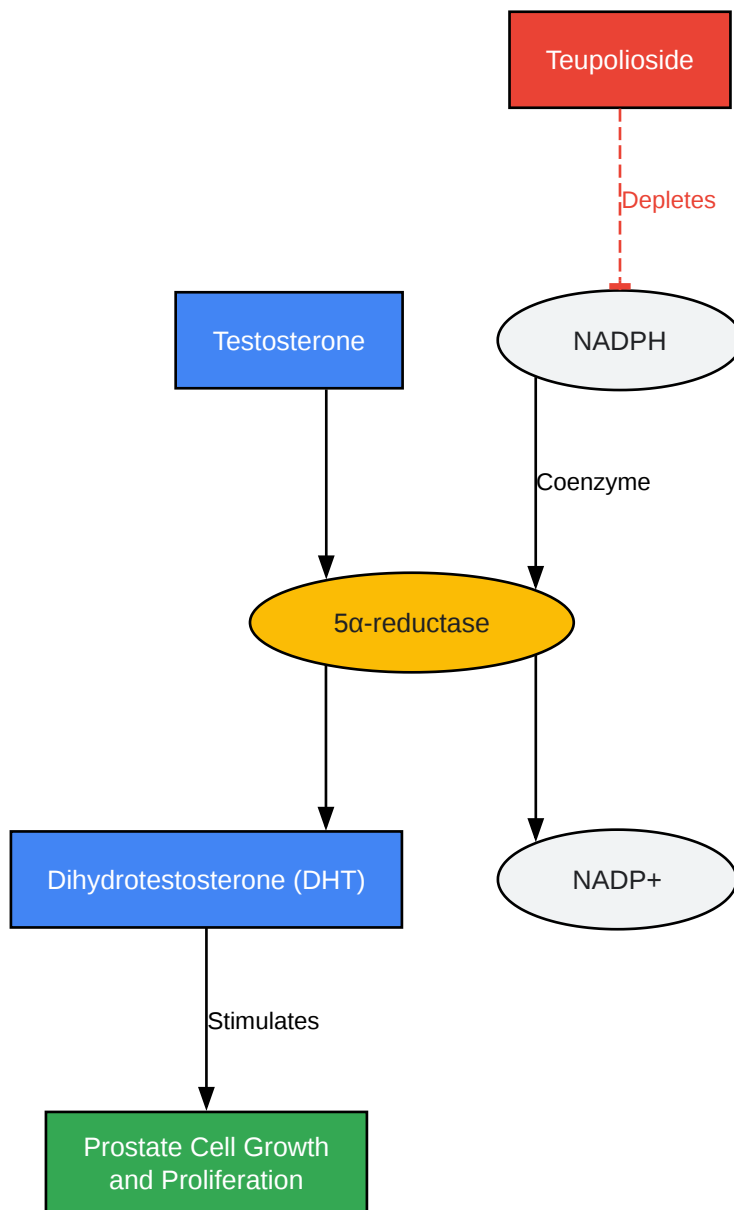 Teupolioside
Depletes
Testosterone
NADPH
Coenzyme
5α-reductase
Dihydrotestosterone (DHT)
NADP+
Stimulates
Prostate Cell Growth
and Proliferation